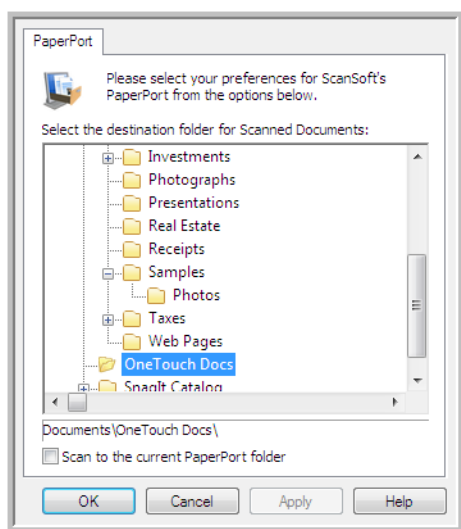 PaperPort
Please select your preferences for ScanSoft's
PaperPort from the options below.
Select the destination folder for Scanned Documents:
Investments
Photographs
Presentations
Real Estate
Receipts
Samples
Photos
Taxes
Web Pages
OneTouch Docs
SnagIt Catalog
Documents\OneTouch Docs\
Scan to the current PaperPort folder
OK Cancel Apply Help